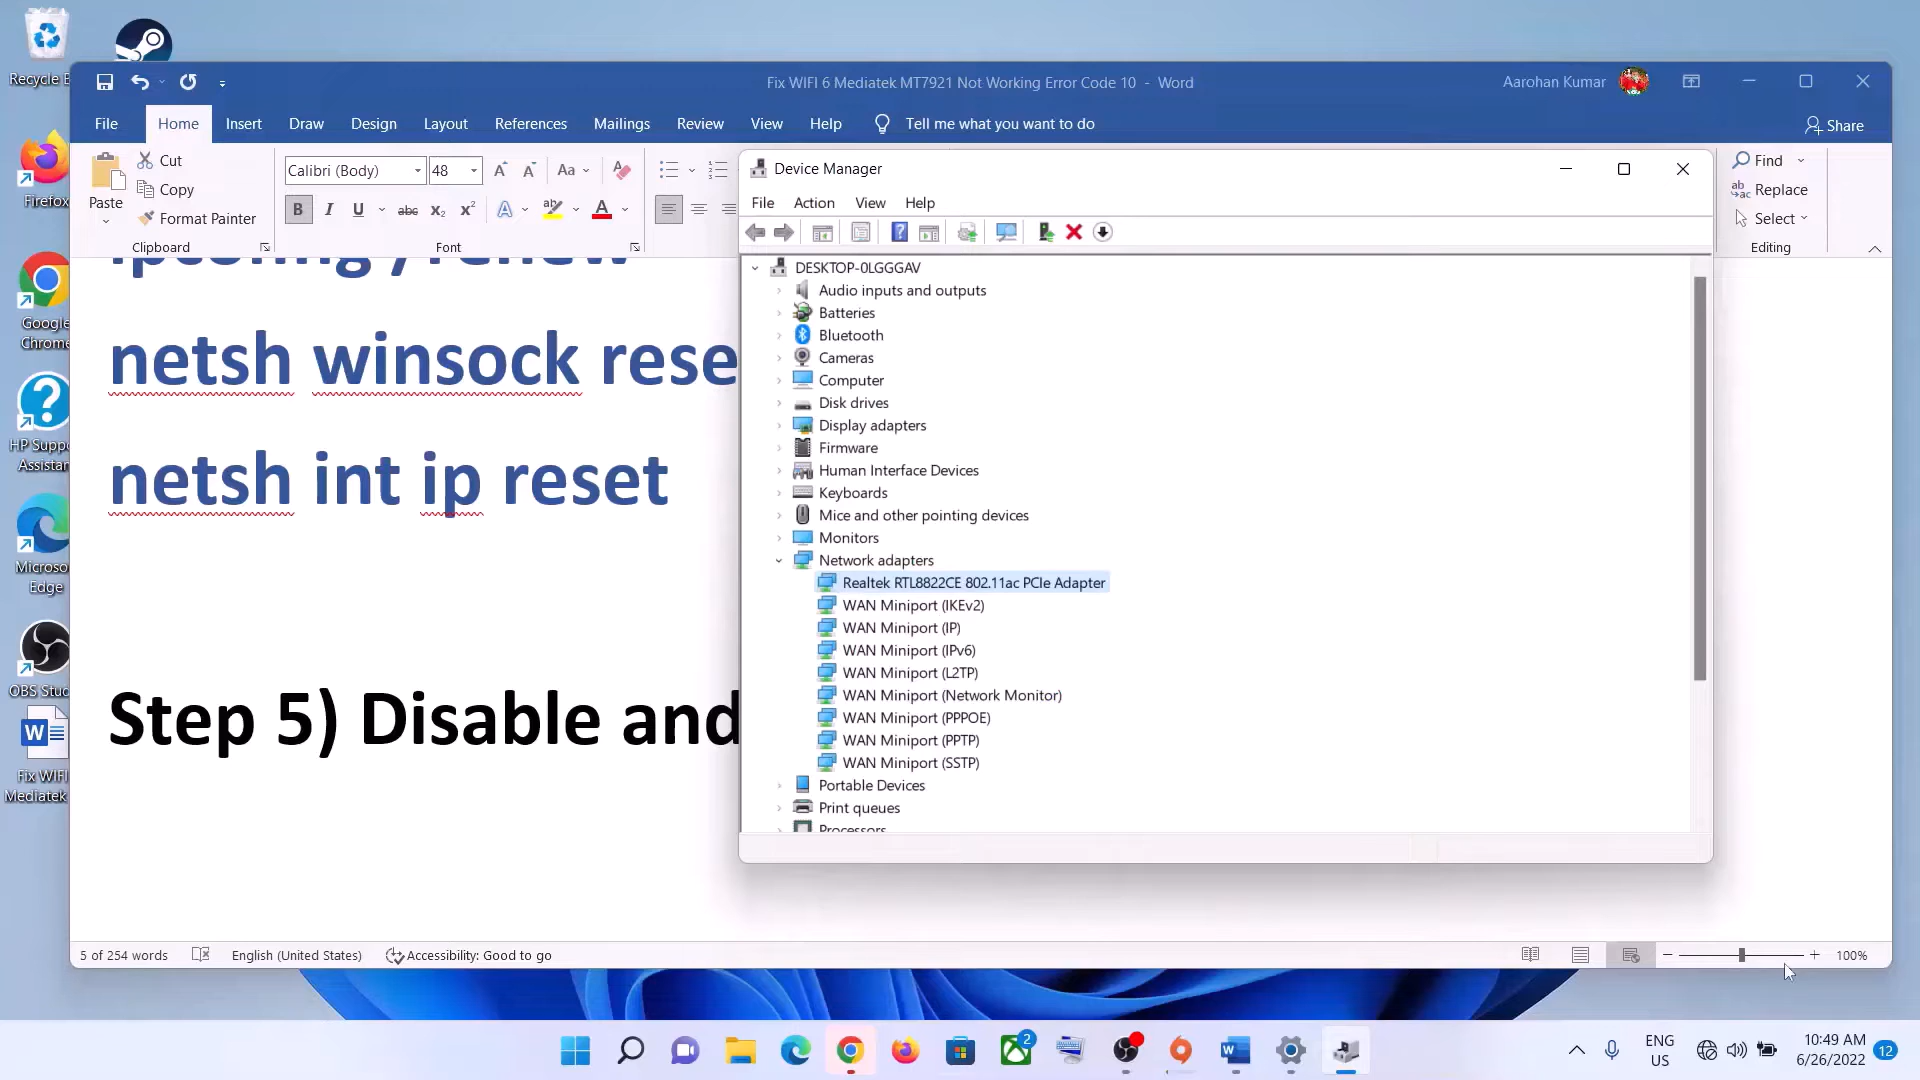 Recycle B
Firefox
Google
Chrome
HP Supp
Assistan
Microso
Edge
OBS Stud
Fix WIFI
Mediatek
Fix WIFI 6 Mediatek MT7921 Not Working Error Code 10 - Word
Aarohan Kumar
File Home Insert Draw Design Layout References Mailings Review View Help Tell me what you want to do
Share
Paste
Cut
Copy
Format Painter
Clipboard
Calibri (Body) 48
Aa
B I U abc x₂ x² A A
Font
Find
Replace
Select
Editing
ipconfig /renew
netsh winsock rese
netsh int ip reset
Step 5) Disable and
Device Manager
File Action View Help
DESKTOP-0LGGGAV
Audio inputs and outputs
Batteries
Bluetooth
Cameras
Computer
Disk drives
Display adapters
Firmware
Human Interface Devices
Keyboards
Mice and other pointing devices
Monitors
Network adapters
Realtek RTL8822CE 802.11ac PCIe Adapter
WAN Miniport (IKEv2)
WAN Miniport (IP)
WAN Miniport (IPv6)
WAN Miniport (L2TP)
WAN Miniport (Network Monitor)
WAN Miniport (PPPOE)
WAN Miniport (PPTP)
WAN Miniport (SSTP)
Portable Devices
Print queues
Processors
5 of 254 words English (United States) Accessibility: Good to go
100%
2
ENG
US
10:49 AM
6/26/2022
12